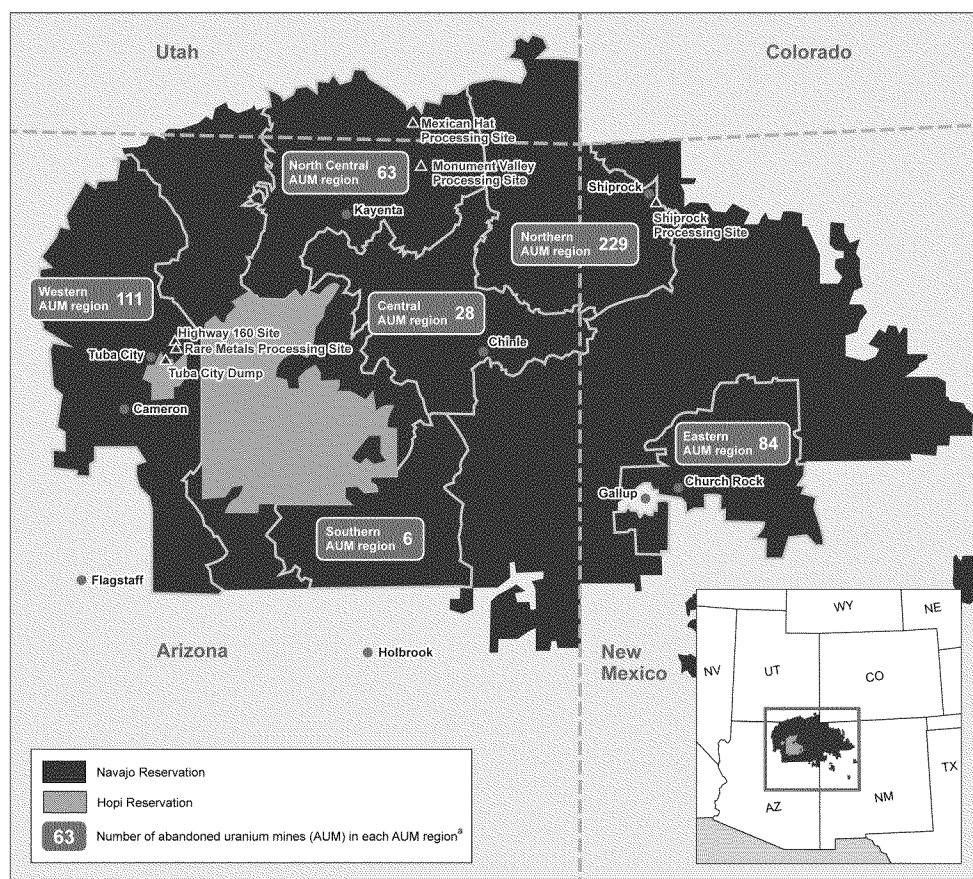 Utah
Colorado
Mexican Hat
Processing Site
North Central
AUM region 63
Monument Valley
Processing Site
Shiprock
Kayenta
Shiprock
Processing Site
Northern
AUM region 229
Western
AUM region 111
Central
AUM region 28
Highway 160 Site
Rare Metals Processing Site
Tuba City
Chinle
Tuba City Dump
Cameron
Eastern
AUM region 84
Church Rock
Gallup
Southern
AUM region 6
Flagstaff
Arizona
Holbrook
New
Mexico
WY
NE
NV
UT
CO
TX
AZ
NM
Navajo Reservation
Hopi Reservation
63 Number of abandoned uranium mines (AUM) in each AUM regionª